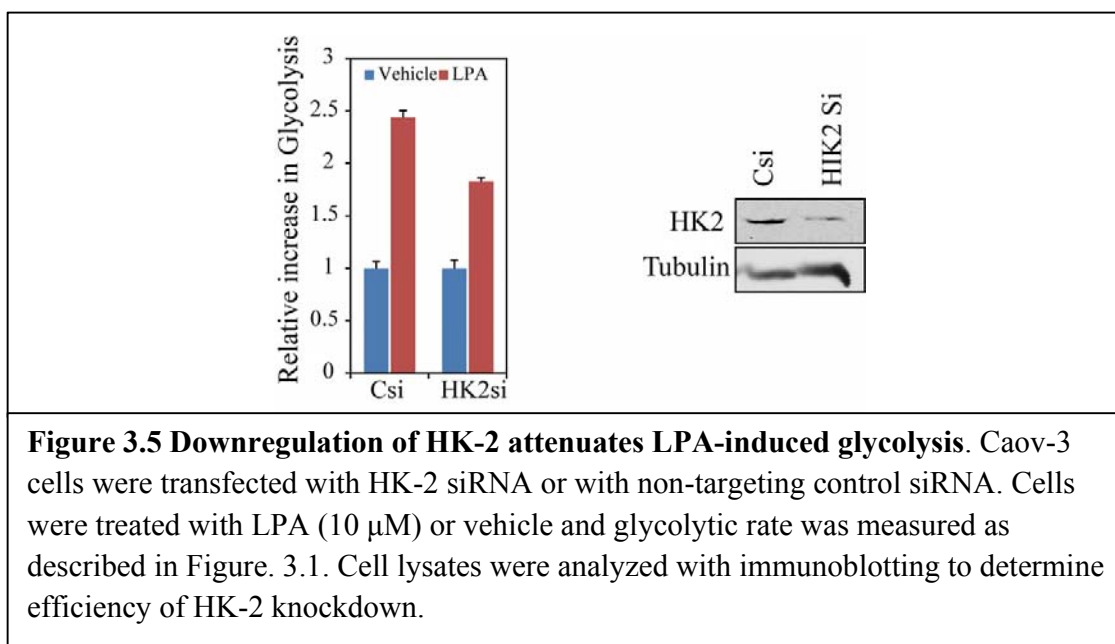 Relative increase in Glycolysis
3
2.5
2
1.5
1
0.5
0
Vehicle LPA
Csi HK2si
Csi HIK2 Si
HK2
Tubulin
Figure 3.5 Downregulation of HK-2 attenuates LPA-induced glycolysis. Caov-3
cells were transfected with HK-2 siRNA or with non-targeting control siRNA. Cells
were treated with LPA (10 μM) or vehicle and glycolytic rate was measured as
described in Figure. 3.1. Cell lysates were analyzed with immunoblotting to determine
efficiency of HK-2 knockdown.